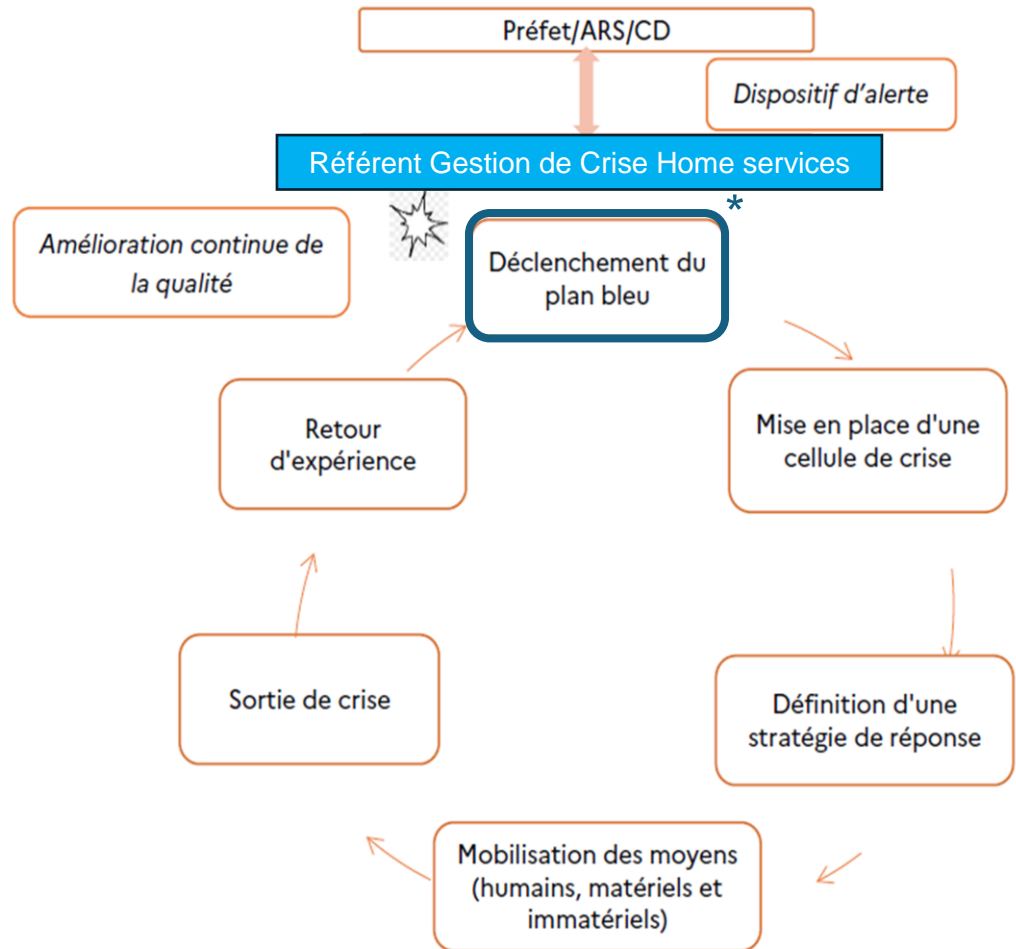 Préfet/ARS/CD
Dispositif d'alerte
Référent Gestion de Crise Home services
*
Amélioration continue de
la qualité
Déclenchement du
plan bleu
Mise en place d'une
cellule de crise
Retour
d'expérience
Définition d'une
stratégie de réponse
Sortie de crise
Mobilisation des moyens
(humains, matériels et
immatériels)